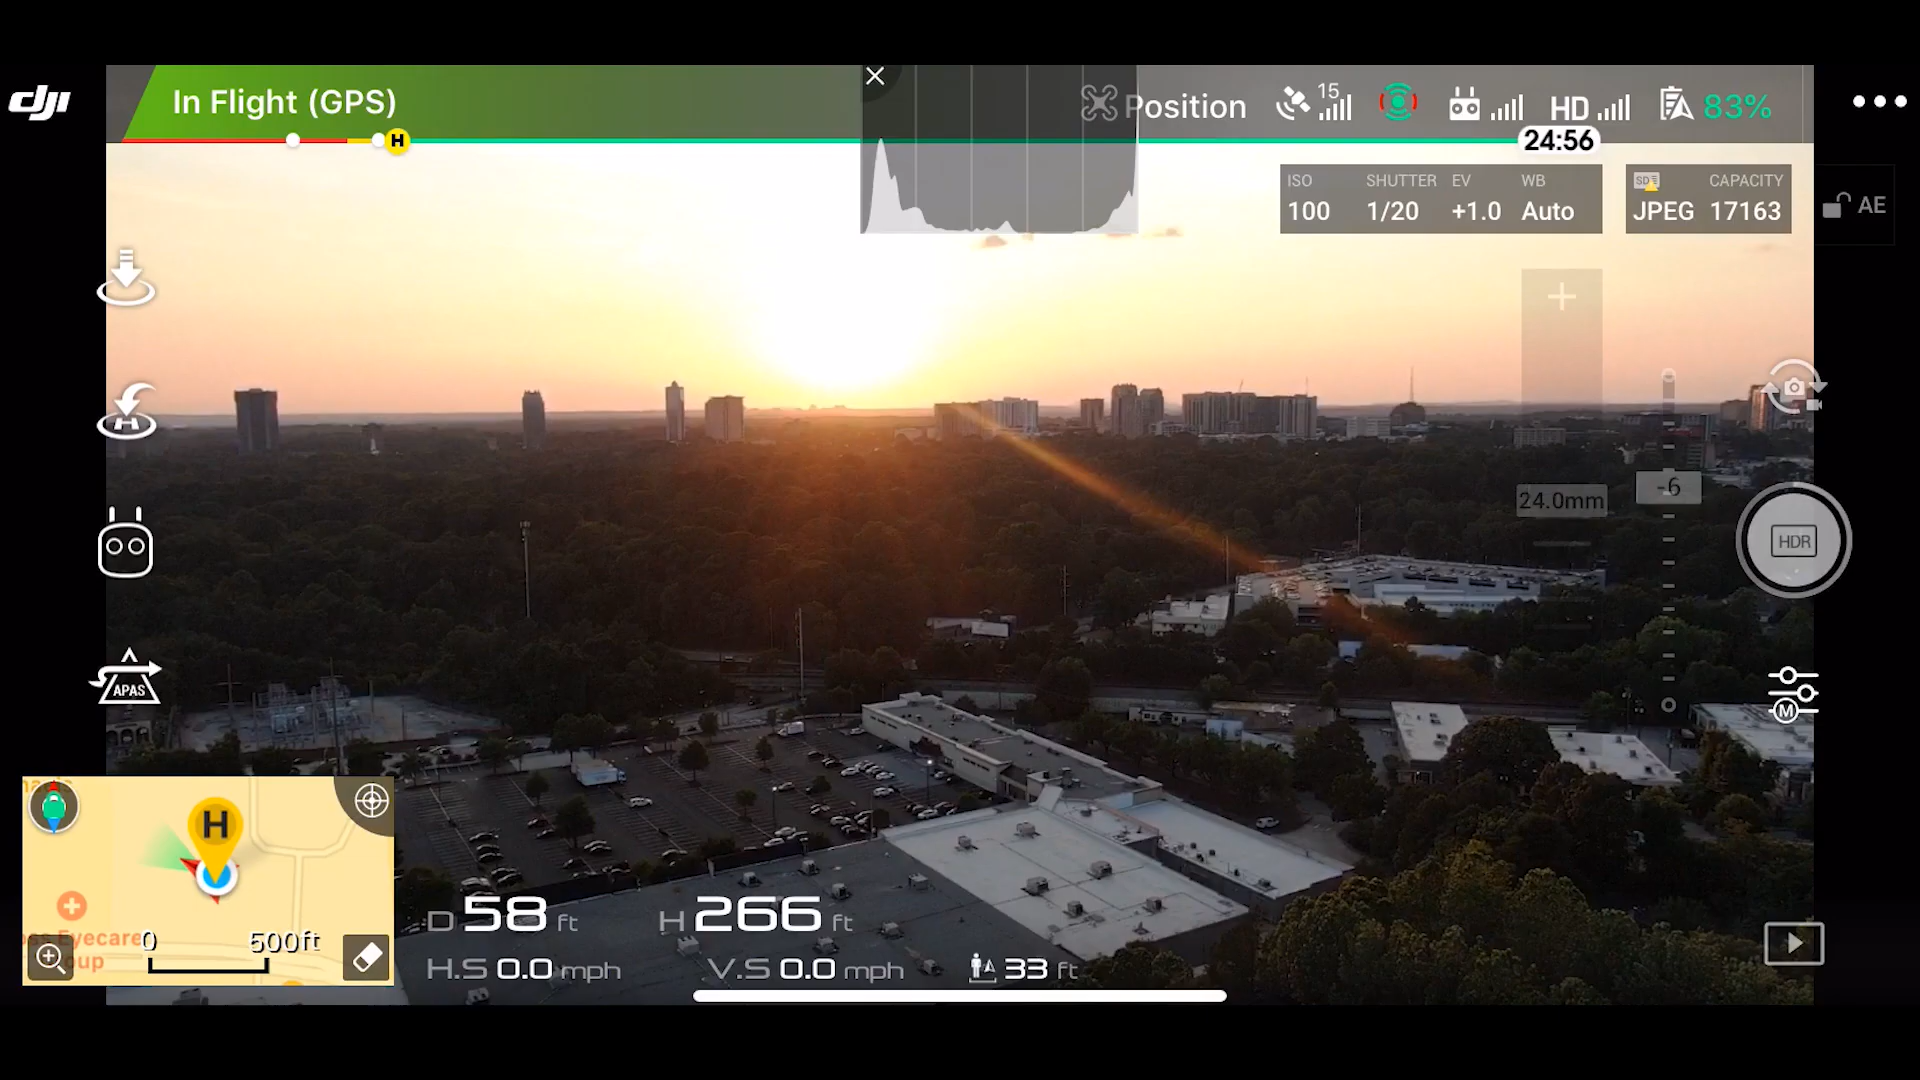 dji
In Flight (GPS)
Position
15
HD
83%
H
24:56
ISO
100
SHUTTER
1/20
EV
+1.0
WB
Auto
SD
JPEG
CAPACITY
17163
AE
H
24.0mm
-6
HDR
APAS
M
H
Eyecare
0
500ft
D 58 ft
H 266 ft
H.S 0.0 mph
V.S 0.0 mph
33 ft